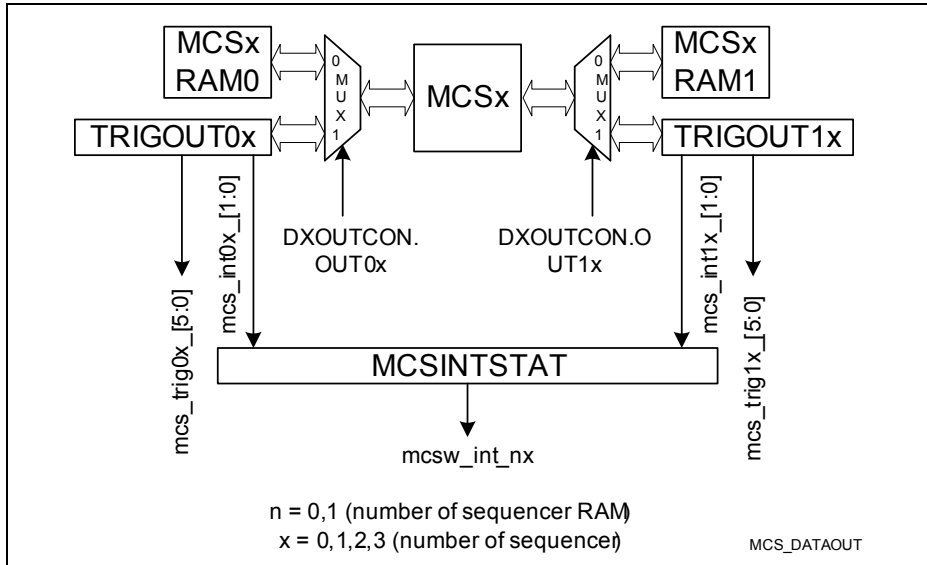 MCSx
RAM0
0
M
U
X
1
MCSx
0
M
U
X
1
MCSx
RAM1
TRIGOUT0x
TRIGOUT1x
mcs_trig0x_[5:0]
mcs_int0x_[1:0]
DXOUTCON.
OUT0x
DXOUTCON.O
UT1x
mcs_int1x_[1:0]
mcs_trig1x_[5:0]
MCSINTSTAT
mcsw_int_nx
n = 0,1 (number of sequencer RAM)
x = 0,1,2,3 (number of sequencer)
MCS_DATAOUT